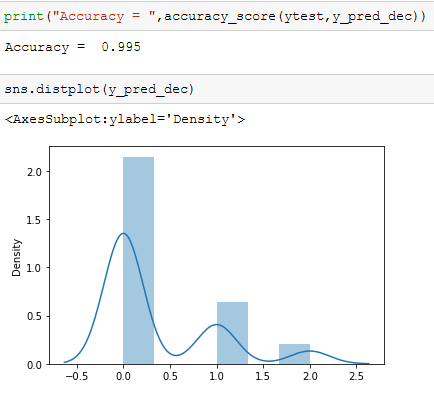 print("Accuracy = ",accuracy_score(ytest,y_pred_dec))
Accuracy =  0.995
sns.distplot(y_pred_dec)
<AxesSubplot:ylabel='Density'>
2.0
1.5
1.0
0.5
0.0
Density
−0.5 0.0 0.5 1.0 1.5 2.0 2.5